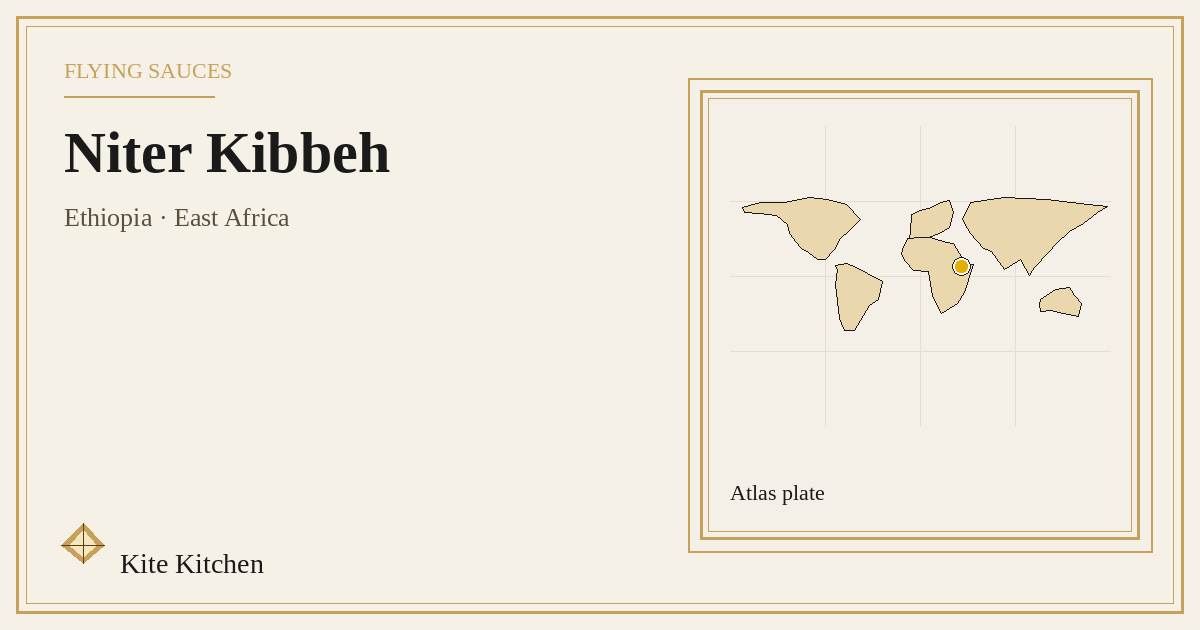 FLYING SAUCES
Niter Kibbeh
Ethiopia · East Africa
Atlas plate
Kite Kitchen